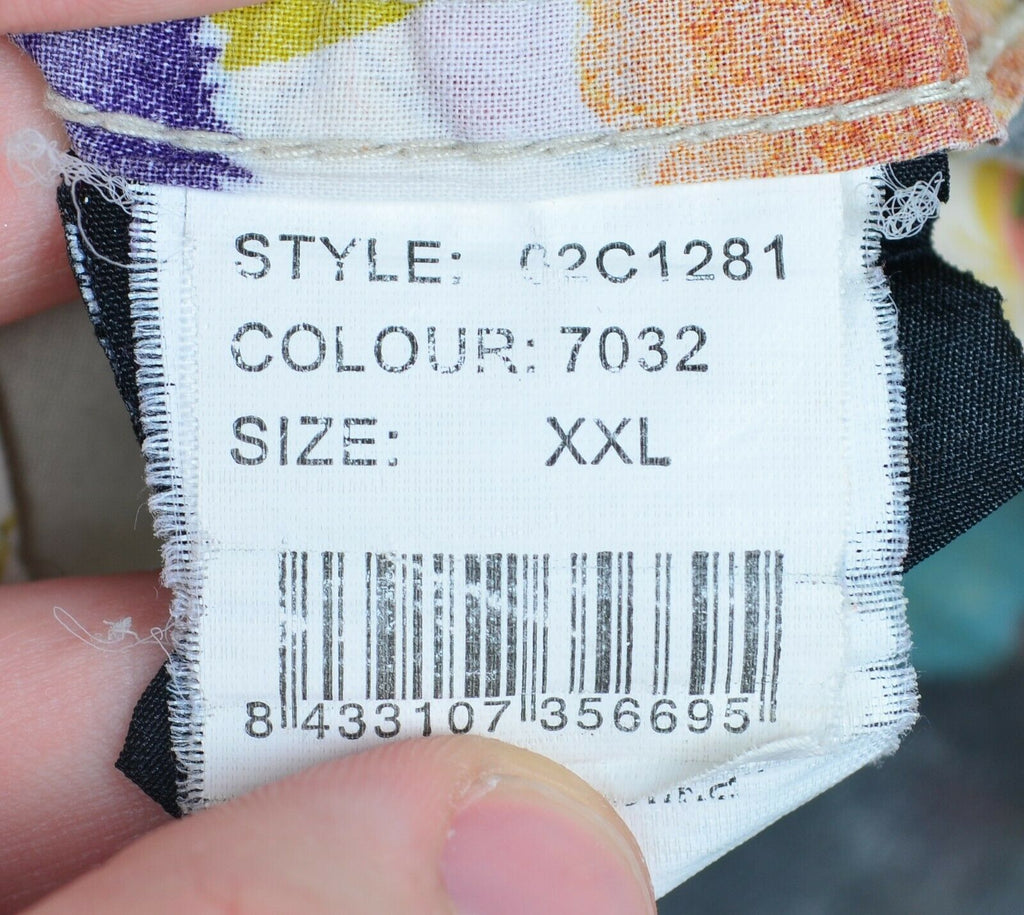 STYLE: 02C1281
COLOUR: 7032
SIZE: XXL
8 433107 356695